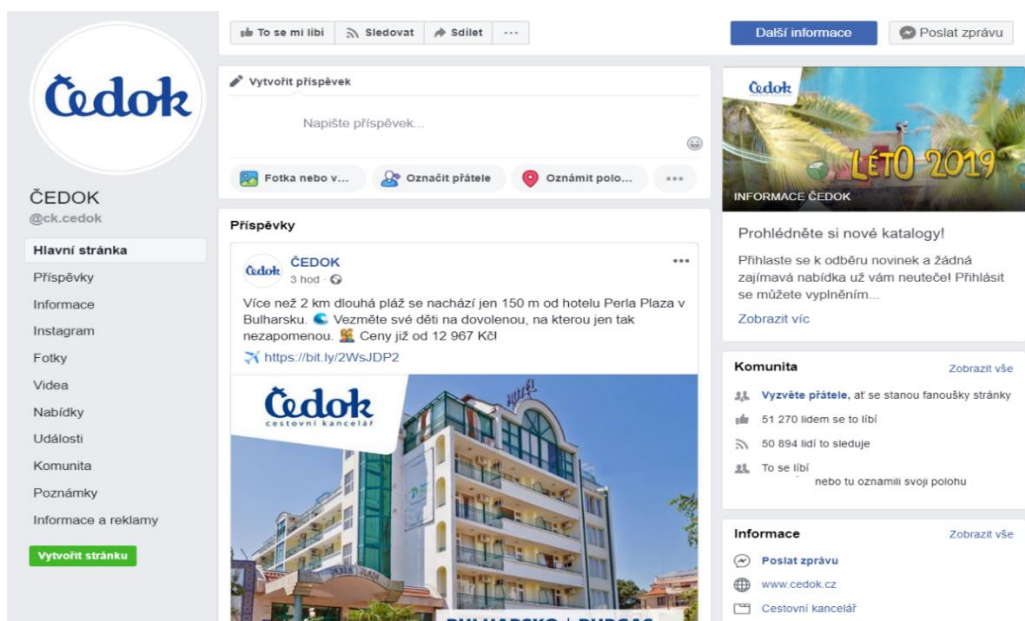 Čedok
ČEDOK
@ck.cedok
Hlavní stránka
Příspěvky
Informace
Instagram
Fotky
Videa
Nabídky
Události
Komunita
Poznámky
Informace a reklamy
Vytvořit stránku
To se mi líbí
Sledovat
Sdílet
...
Vytvořit příspěvek
Napište příspěvek...
Fotka nebo v...
Označit přátele
Oznámit polo...
Příspěvky
Čedok
ČEDOK
3 hod ·
Více než 2 km dlouhá pláž se nachází jen 150 m od hotelu Perla Plaza v
Bulharsku. Vezměte své děti na dovolenou, na kterou jen tak
nezapomenou. Ceny již od 12 967 Kč!
https://bit.ly/2WsJDP2
Čedok
cestovní kancelář
HOTEL
BULHARSKO | BURGAS
Další informace
Poslat zprávu
Čedok
LÉTO 2019
INFORMACE ČEDOK
Prohlédněte si nové katalogy!
Přihlaste se k odběru novinek a žádná
zajímavá nabídka už vám neuteče! Přihlásit
se můžete vyplněním...
Zobrazit víc
Komunita
Zobrazit vše
Vyzvěte přátele, ať se stanou fanoušky stránky
51 270 lidem se to líbí
50 894 lidí to sleduje
To se líbí
nebo tu oznámili svoji polohu
Informace
Zobrazit vše
Poslat zprávu
www.cedok.cz
Cestovní kancelář